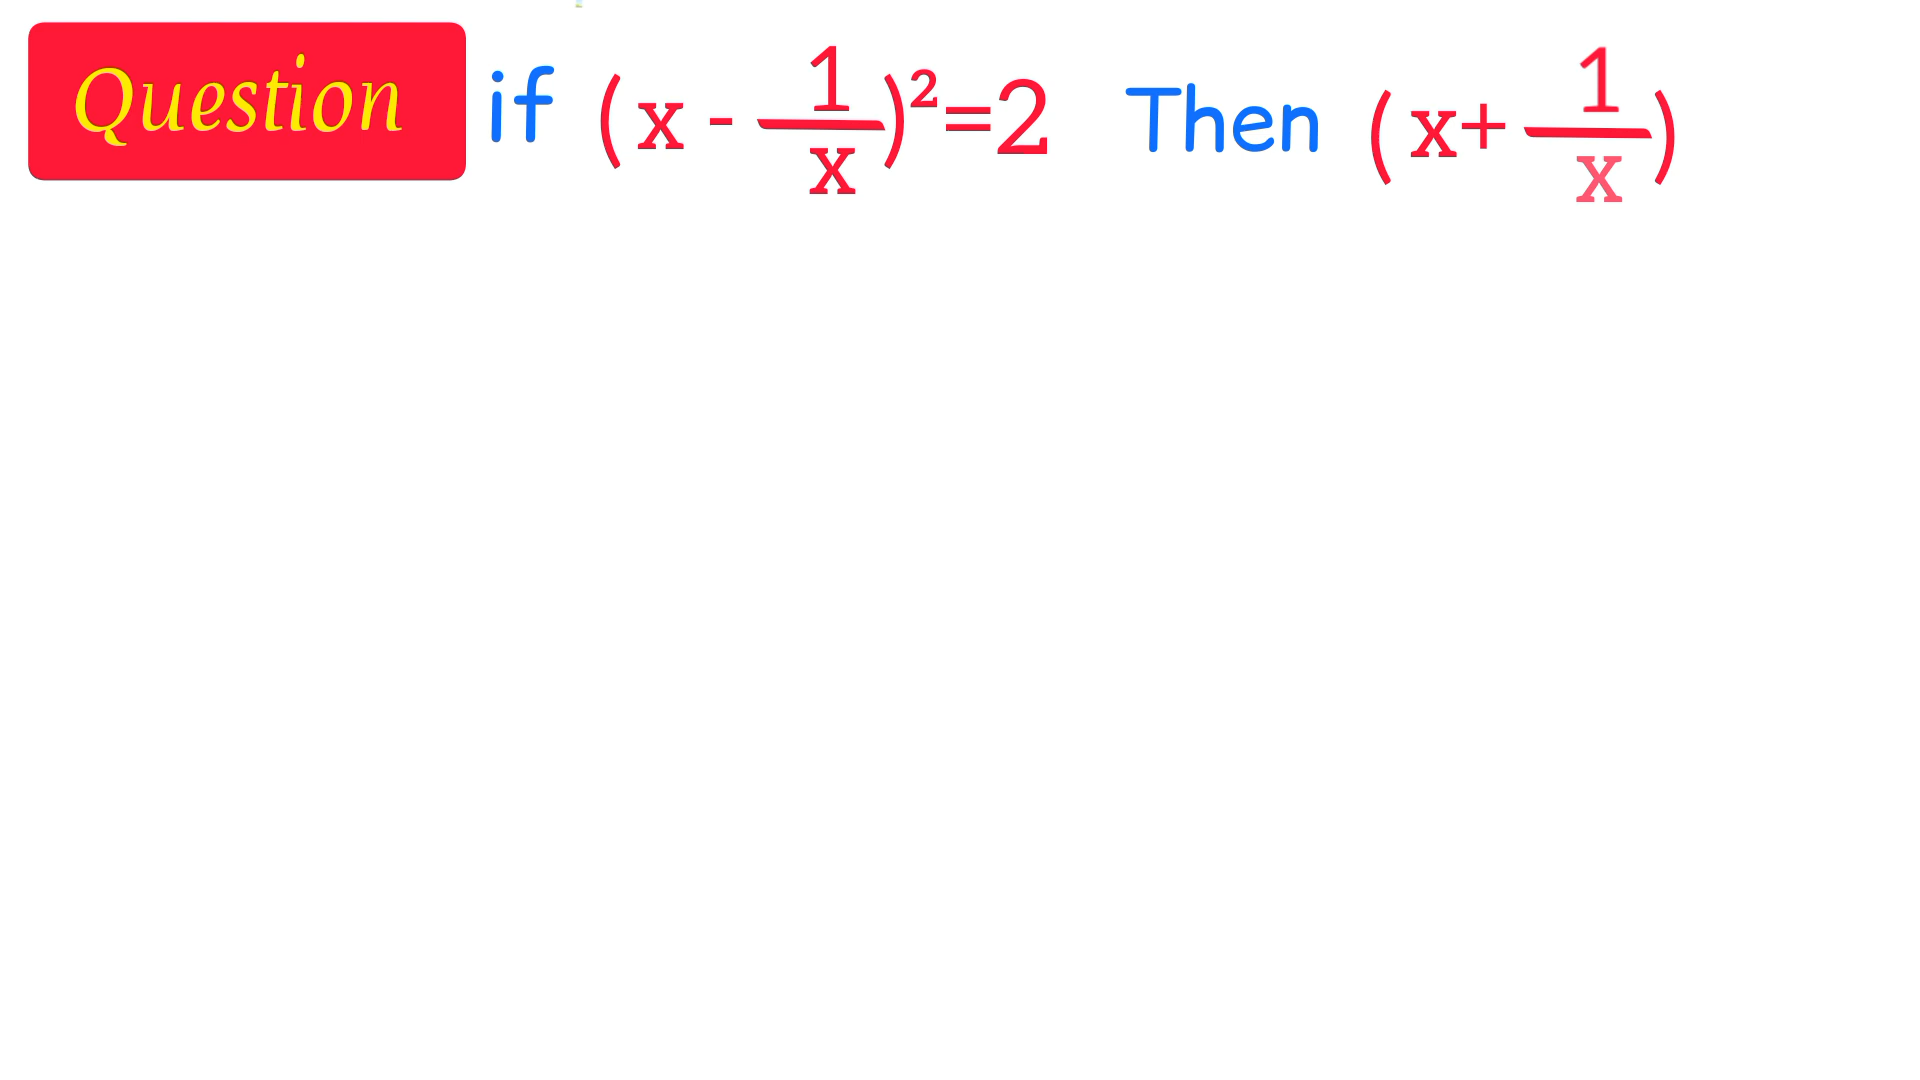 Question if (x - 1/x)²=2 Then (x+ 1/x)